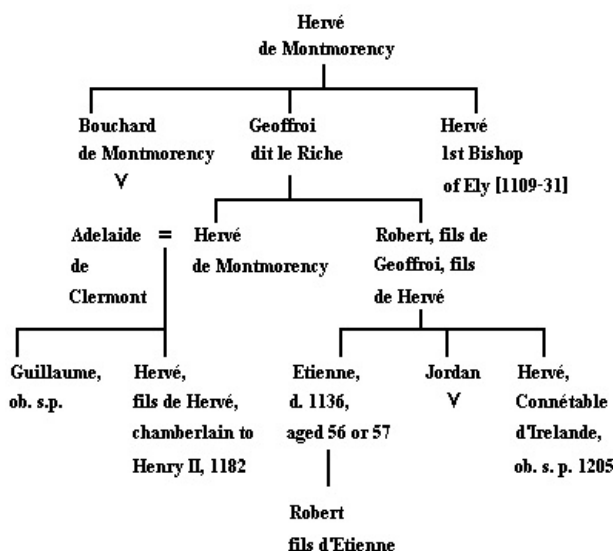 Hervé
de Montmorency
Bouchard
de Montmorency
V
Geoffroi
dit le Riche
Hervé
1st Bishop
of Ely [1109-31]
Adelaide
de
Clermont
=
Hervé
de Montmorency
Robert, fils de
Geoffroi, fils
de Hervé
Guillaume,
ob. s.p.
Hervé,
fils de Hervé,
chamberlain to
Henry II, 1182
Etienne,
d. 1136,
aged 56 or 57
Jordan
V
Hervé,
Connétable
d'Irelande,
ob. s. p. 1205
Robert
fils d'Etienne